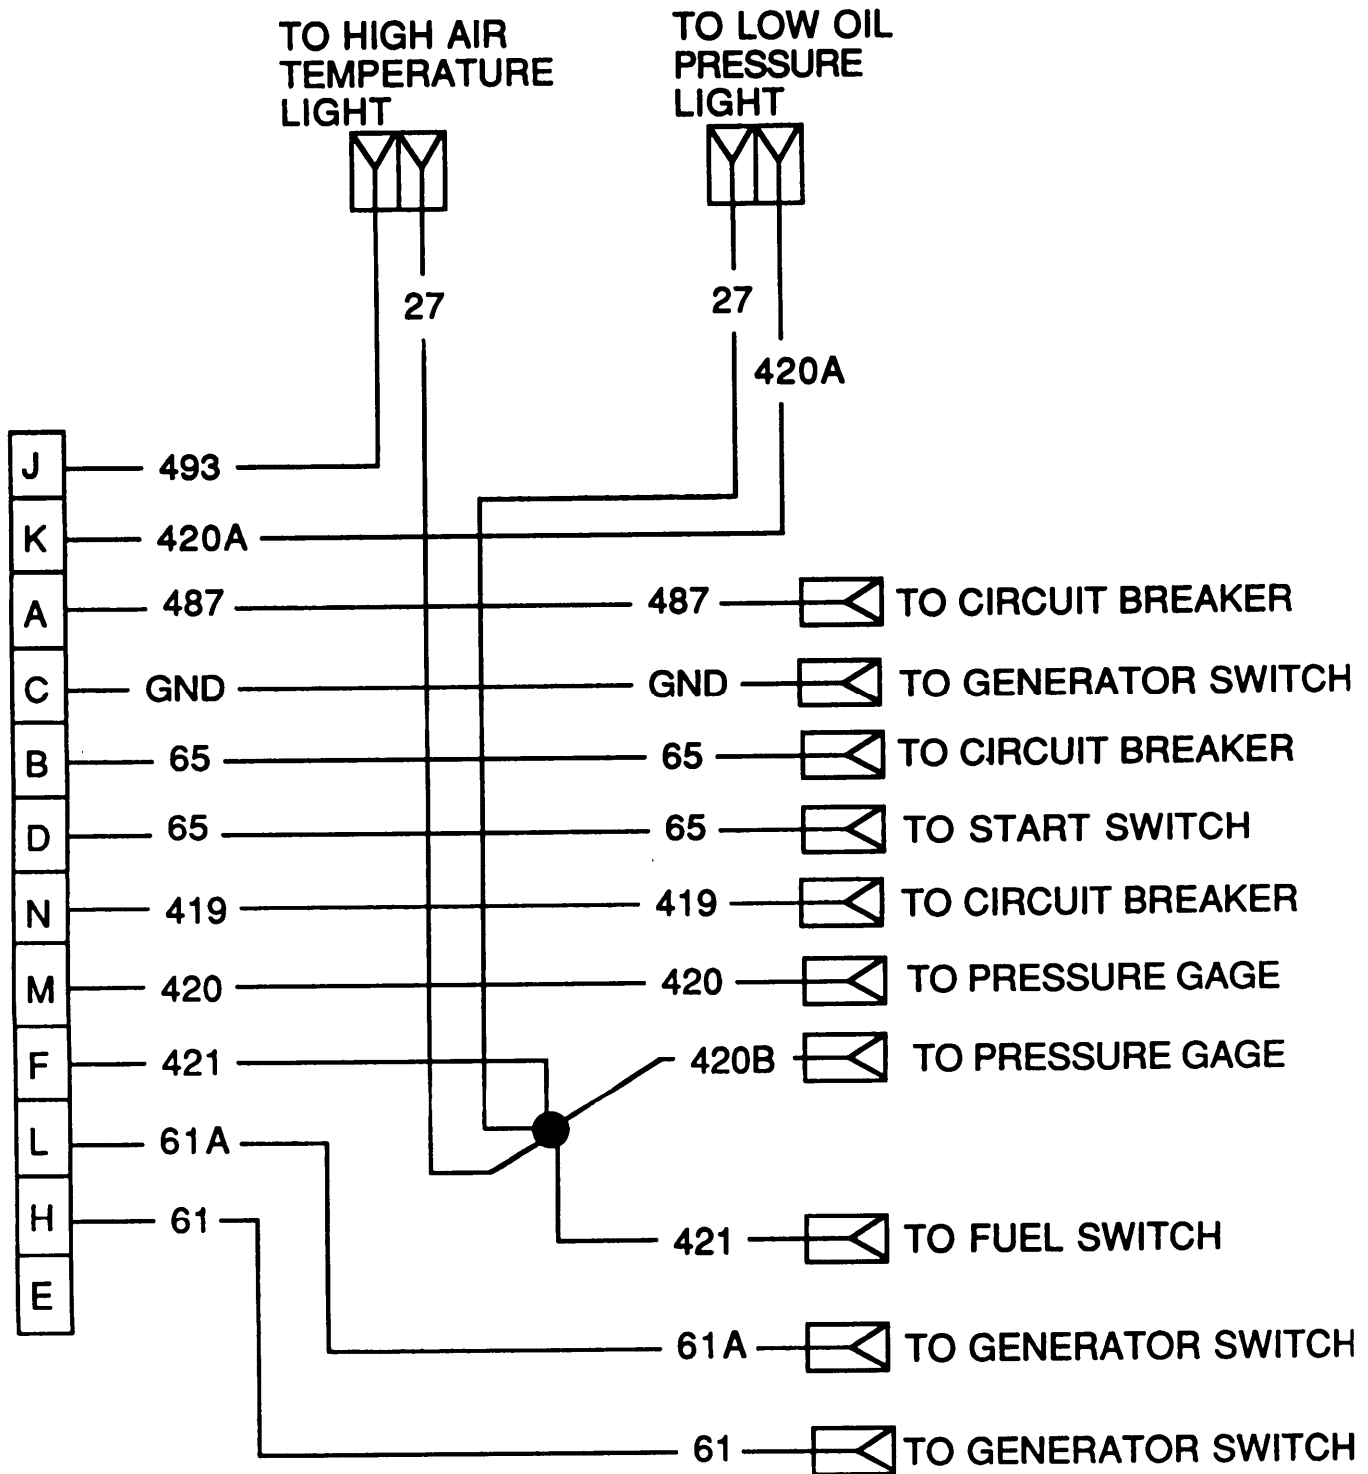 TO HIGH AIR
TEMPERATURE
LIGHT
TO LOW OIL
PRESSURE
LIGHT
27
27
420A
J
493
K
420A
A
487
487
TO CIRCUIT BREAKER
C
GND
GND
TO GENERATOR SWITCH
B
65
65
TO CIRCUIT BREAKER
D
65
65
TO START SWITCH
N
419
419
TO CIRCUIT BREAKER
M
420
420
TO PRESSURE GAGE
F
421
420B
TO PRESSURE GAGE
L
61A
H
61
421
TO FUEL SWITCH
E
61A
TO GENERATOR SWITCH
61
TO GENERATOR SWITCH